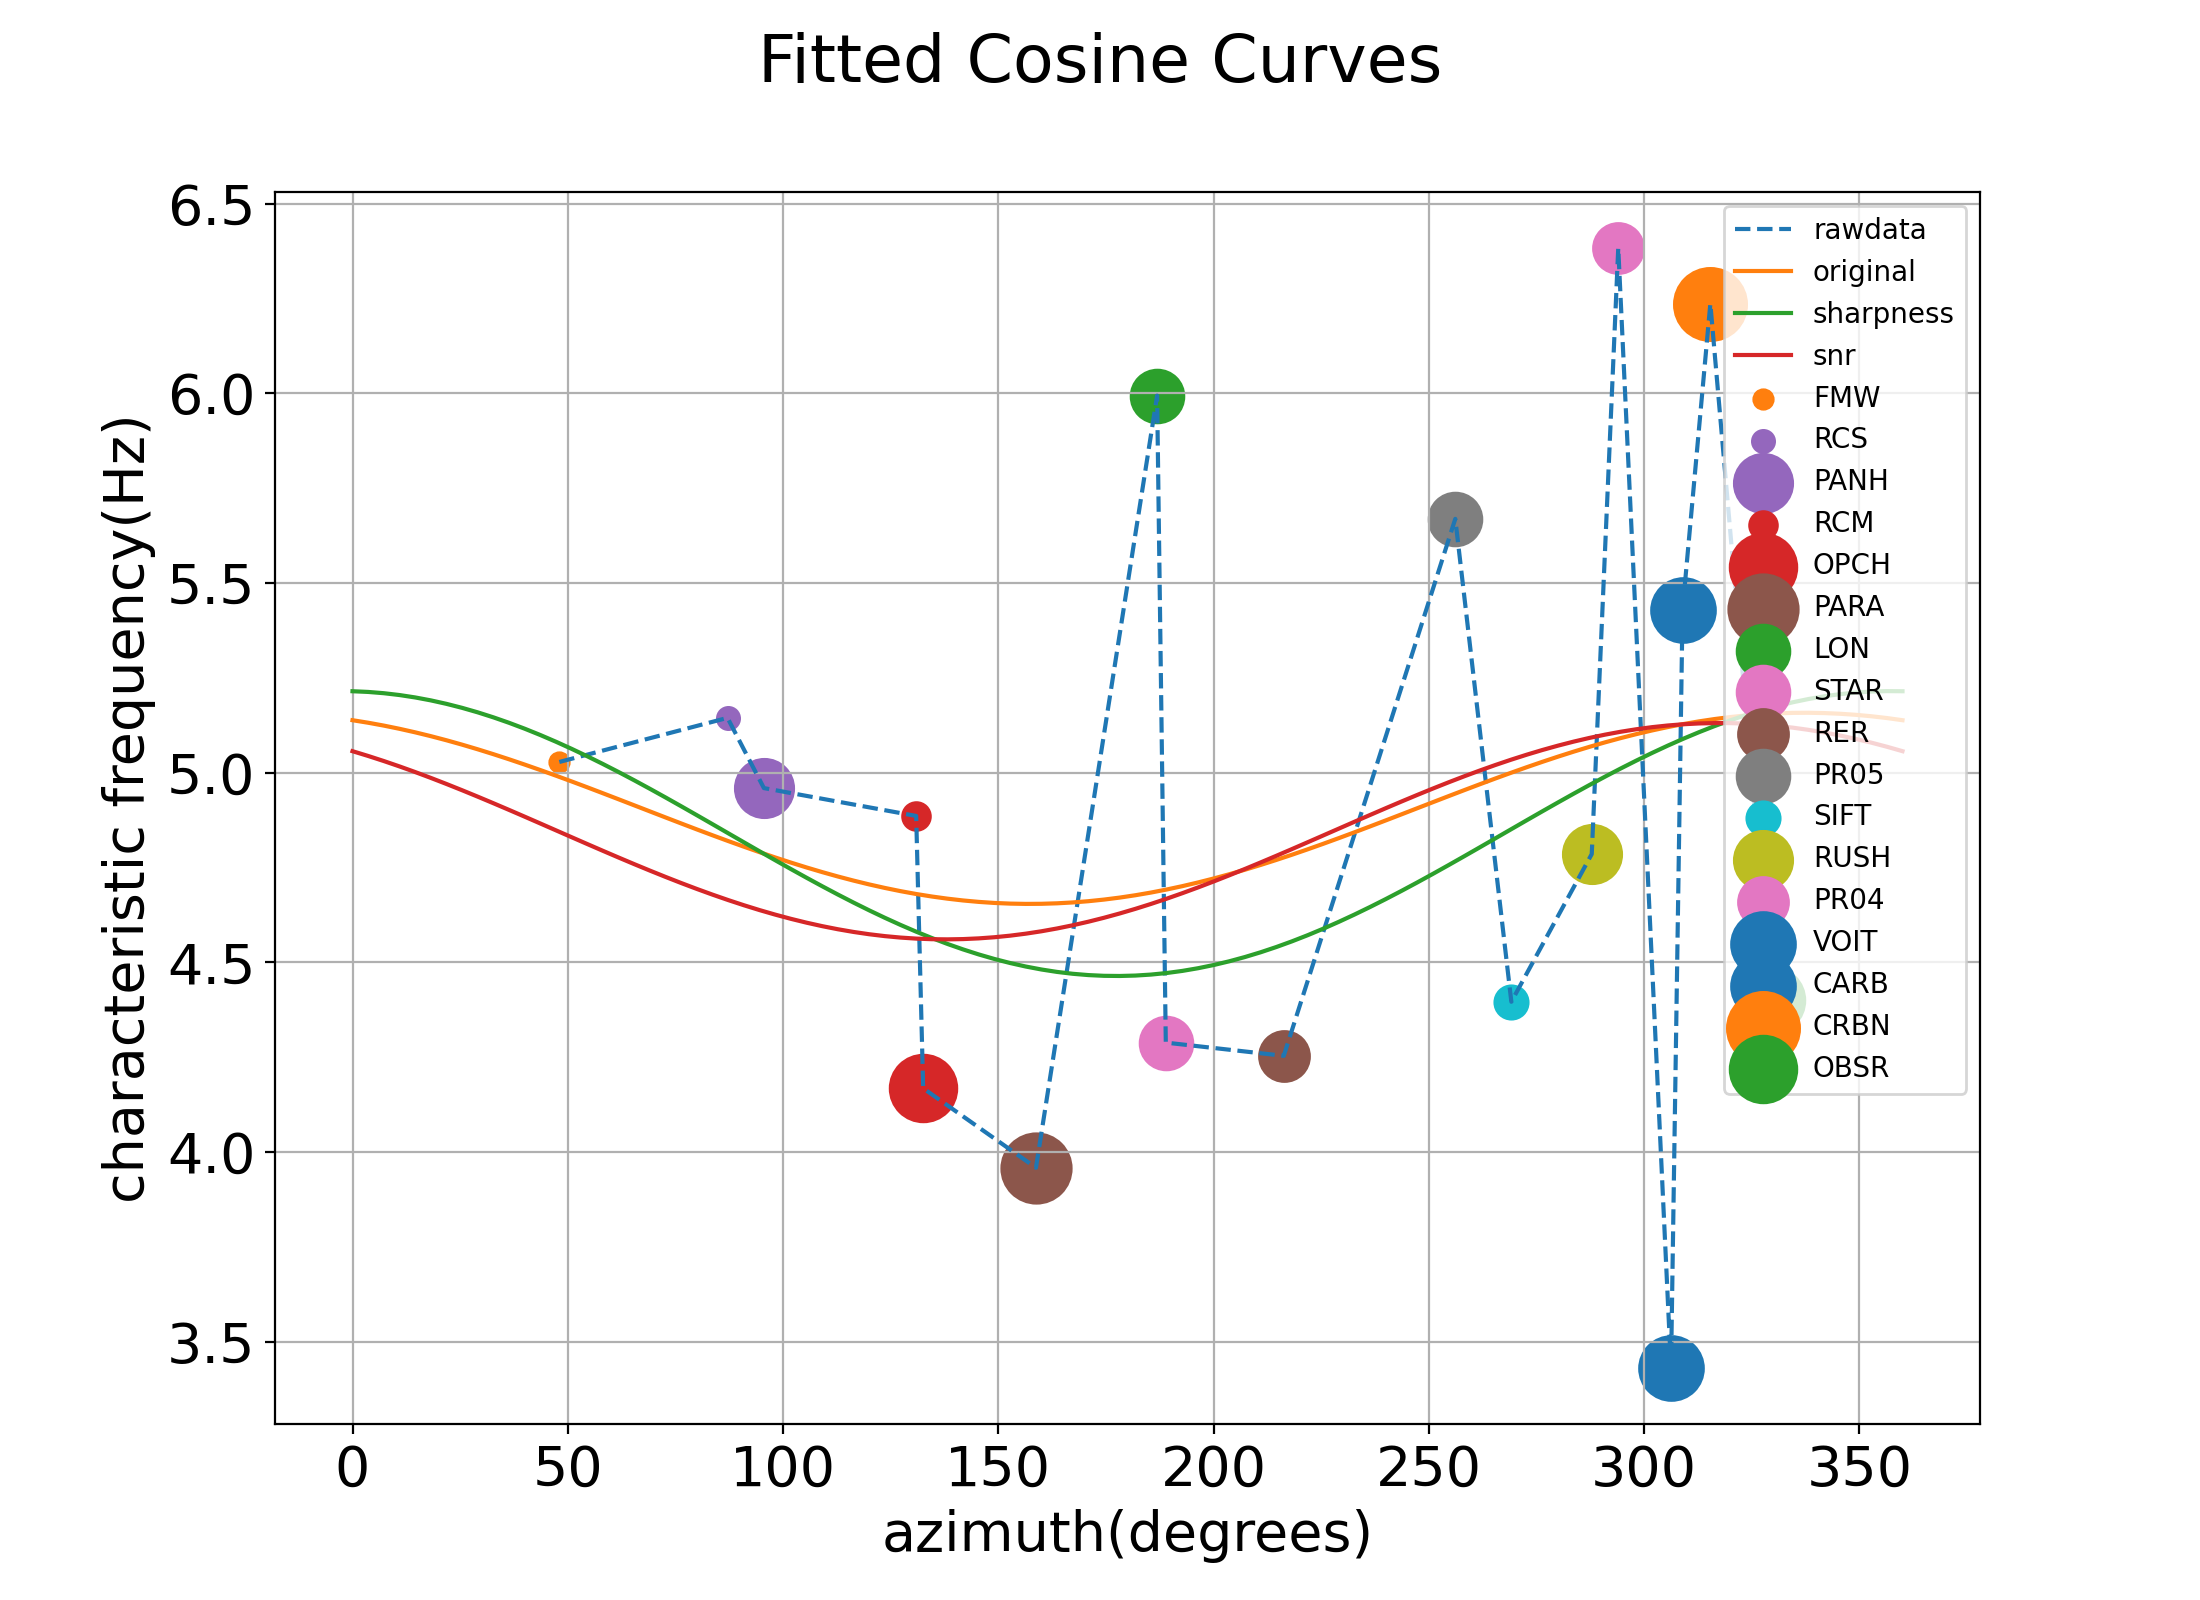 Fitted Cosine Curves
6.5
6.0
5.5
5.0
4.5
4.0
3.5
characteristic frequency(Hz)
rawdata
original
sharpness
snr
FMW
RCS
PANH
RCM
OPCH
PARA
LON
STAR
RER
PR05
SIFT
RUSH
PR04
VOIT
CARB
CRBN
OBSR
0 50 100 150 200 250 300 350
azimuth(degrees)